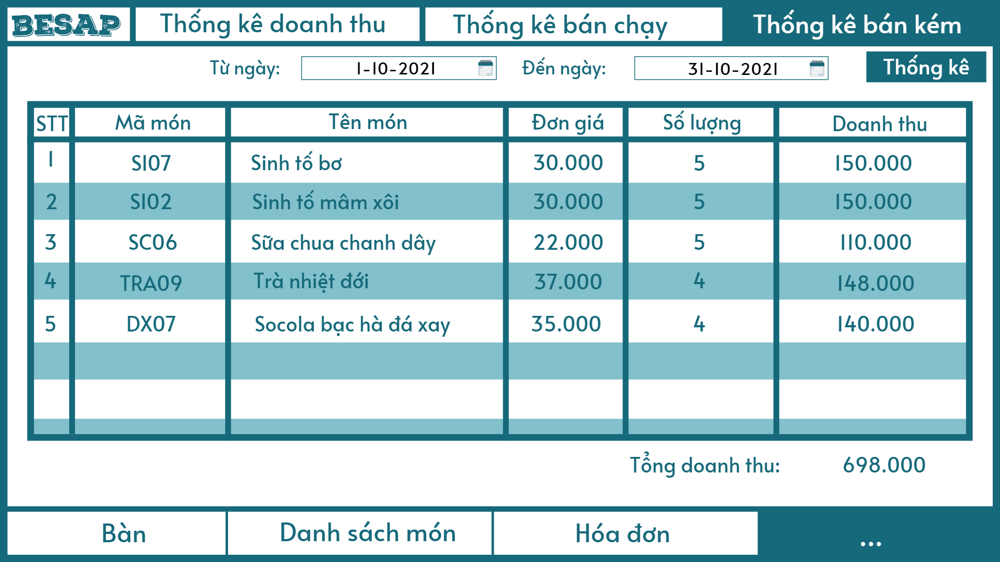 BESAP Thống kê doanh thu Thống kê bán chạy Thống kê bán kém
Từ ngày: 1-10-2021 Đến ngày: 31-10-2021 Thống kê
STT Mã món Tên món Đơn giá Số lượng Doanh thu
1 SI07 Sinh tố bơ 30.000 5 150.000
2 SI02 Sinh tố mâm xôi 30.000 5 150.000
3 SC06 Sữa chua chanh dây 22.000 5 110.000
4 TRA09 Trà nhiệt đới 37.000 4 148.000
5 DX07 Socola bạc hà đá xay 35.000 4 140.000
Tổng doanh thu: 698.000
Bàn Danh sách món Hóa đơn ...